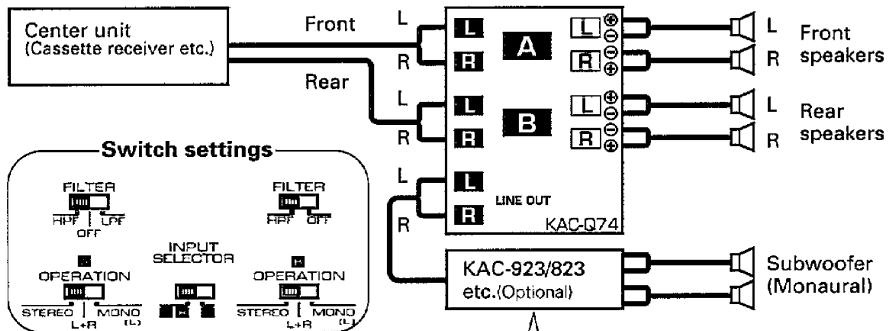 Center unit
(Cassette receiver etc.)
Front
Rear
L
R
L
R
L
R
L
R
L
R
L
R
A
B
LINE OUT
KAC-Q74
L ⊕
⊖
R ⊖
⊕
L ⊕
⊖
R ⊖
⊕
L
R
Front
speakers
L
R
Rear
speakers
KAC-923/823
etc.(Optional)
Subwoofer
(Monaural)
Switch settings
FILTER
HPF LPF
OFF
FILTER
HPF OFF
OPERATION
STEREO MONO
(L)
L+R
INPUT
SELECTOR
OPERATION
STEREO MONO
(L)
L+R